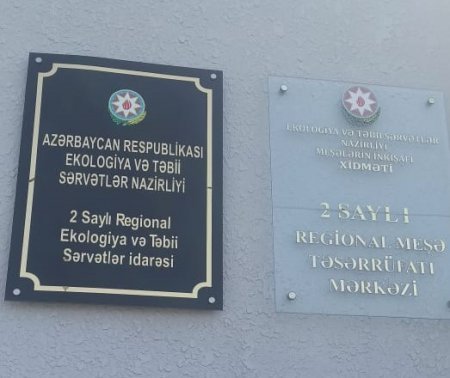 AZƏRBAYCAN RESPUBLİKASI
EKOLOGİYA VƏ TƏBİİ
SƏRVƏTLƏR NAZİRLİYİ
2 Saylı Regional
Ekologiya və Təbii
Sərvətlər idarəsi
EKOLOGİYA VƏ TƏBİİ SƏRVƏTLƏR
NAZİRLİYİ
MEŞƏLƏRİN İNKİŞAFI
XİDMƏTİ
2 SAYLI
REGİONAL MEŞƏ
TƏSƏRRÜFATI
MƏRKƏZİ